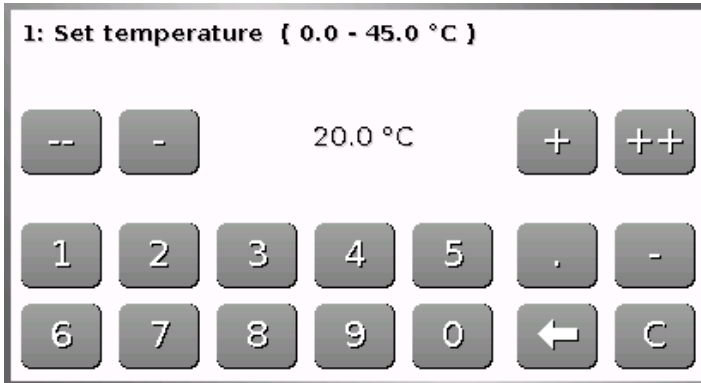 1: Set temperature ( 0.0 - 45.0 °C )
-- - 20.0 °C + ++
1 2 3 4 5 . -
6 7 8 9 0 C